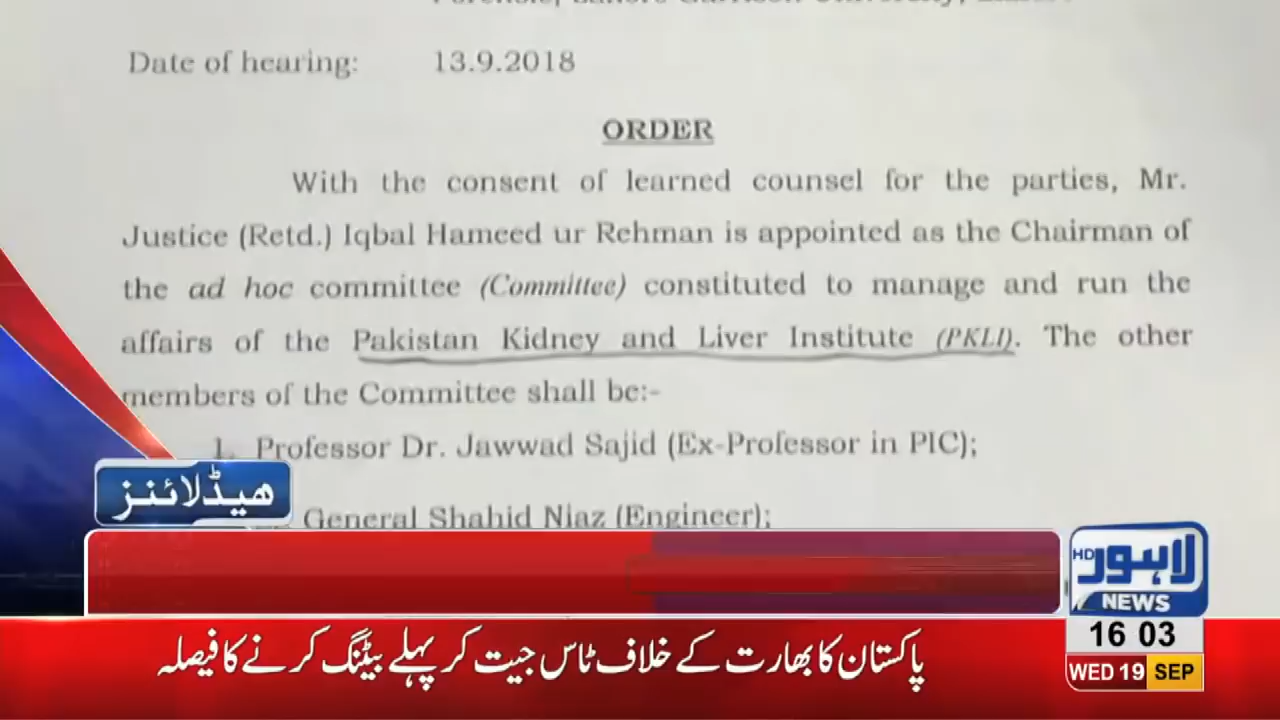 Date of hearing: 13.9.2018
ORDER
With the consent of learned counsel for the parties, Mr.
Justice (Retd.) Iqbal Hameed ur Rehman is appointed as the Chairman of
the ad hoc committee (Committee) constituted to manage and run the
affairs of the Pakistan Kidney and Liver Institute (PKLI). The other
members of the Committee shall be:-
1. Professor Dr. Jawwad Sajid (Ex-Professor in PIC);
General Shahid Niaz (Engineer);
ھیڈلائنز
HD
لاہور
NEWS
16 03
WED 19 SEP
پاکستان کا بھارت کے خلاف ٹاس جیت کر پہلے بیٹنگ کرنے کا فیصلہ